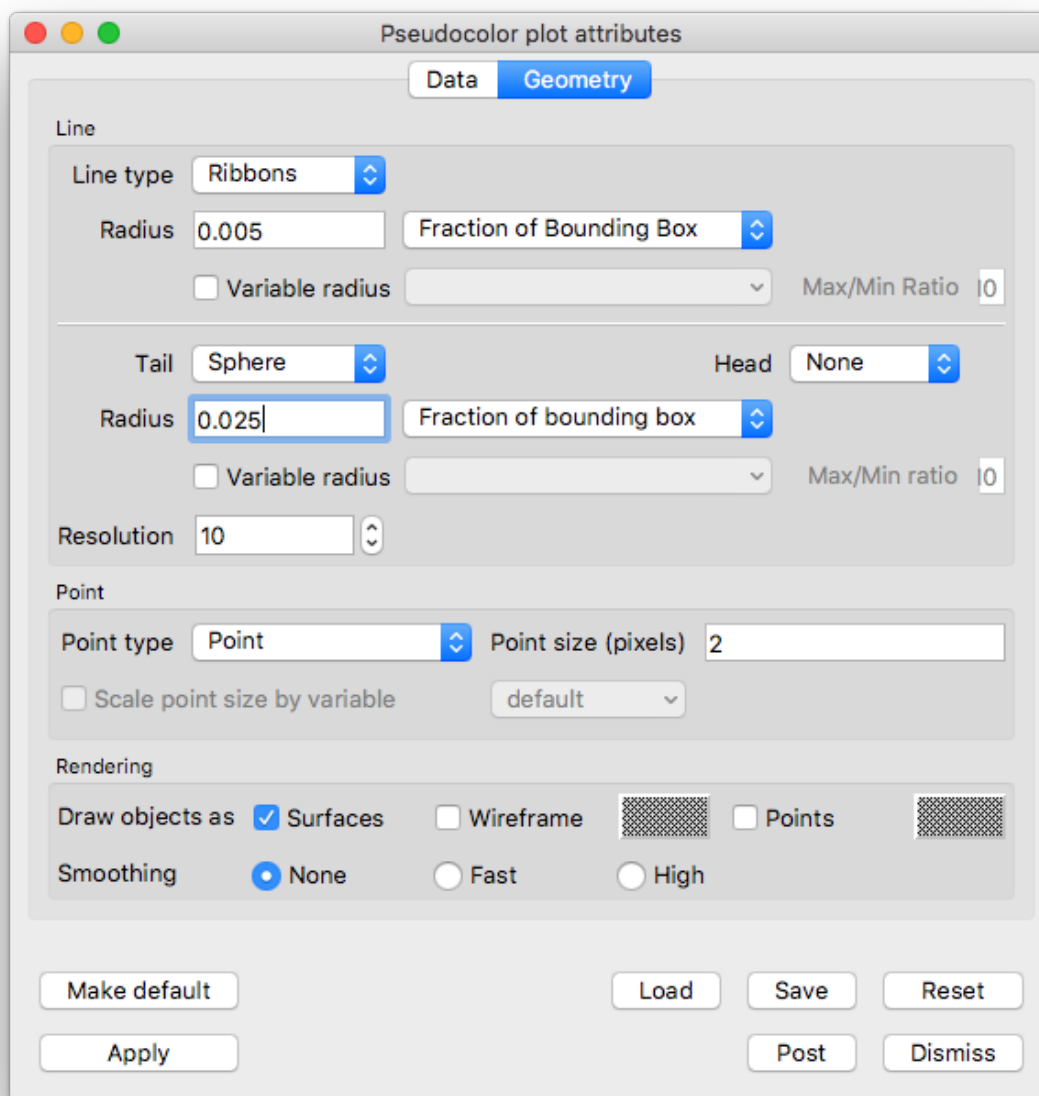 Pseudocolor plot attributes
Data Geometry
Line
Line type Ribbons
Radius 0.005 Fraction of Bounding Box
Variable radius Max/Min Ratio
Tail Sphere Head None
Radius 0.025 Fraction of bounding box
Variable radius Max/Min ratio
Resolution 10
Point
Point type Point Point size (pixels) 2
Scale point size by variable default
Rendering
Draw objects as Surfaces Wireframe Points
Smoothing None Fast High
Make default Load Save Reset
Apply Post Dismiss